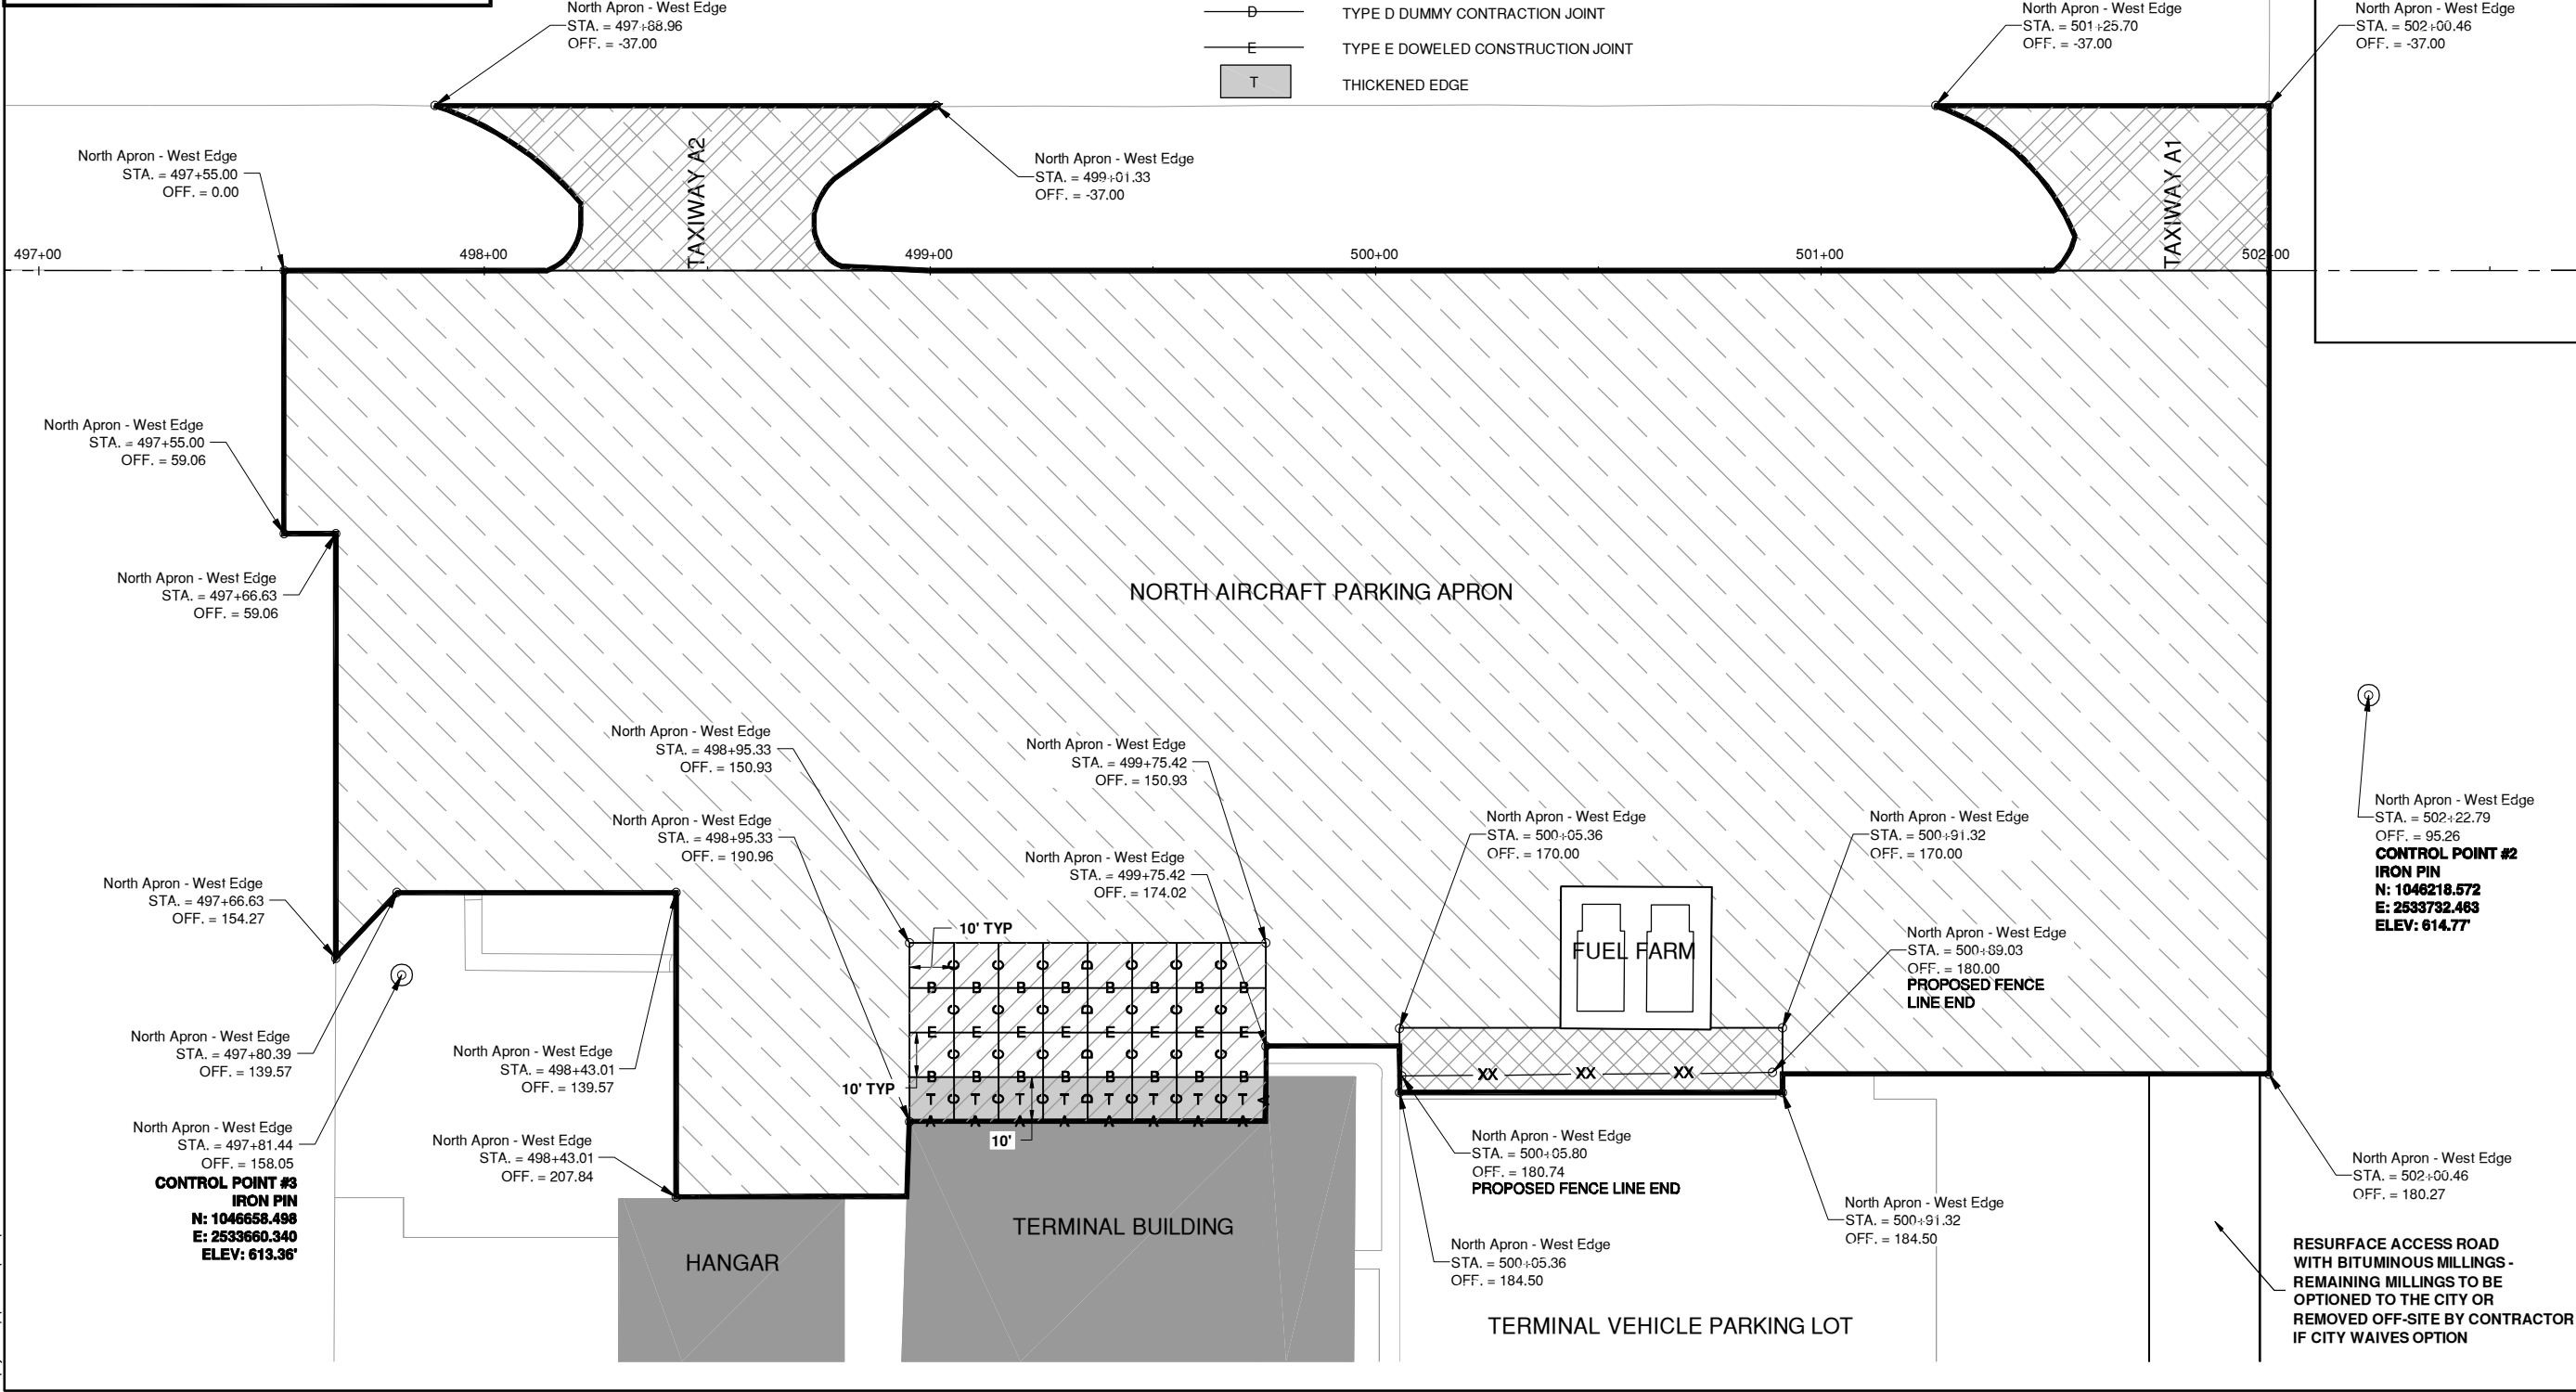 North Apron - West Edge
STA. = 497+88.96
OFF. = -37.00
D
TYPE D DUMMY CONTRACTION JOINT
E
TYPE E DOWELED CONSTRUCTION JOINT
T
THICKENED EDGE
North Apron - West Edge
STA. = 501+25.70
OFF. = -37.00
North Apron - West Edge
STA. = 502+00.46
OFF. = -37.00
North Apron - West Edge
STA. = 497+55.00
OFF. = 0.00
TAXIWAY A2
North Apron - West Edge
STA. = 499+01.33
OFF. = -37.00
TAXIWAY A1
497+00
498+00
499+00
500+00
501+00
502+00
North Apron - West Edge
STA. = 497+55.00
OFF. = 59.06
North Apron - West Edge
STA. = 497+66.63
OFF. = 59.06
NORTH AIRCRAFT PARKING APRON
North Apron - West Edge
STA. = 498+95.33
OFF. = 150.93
North Apron - West Edge
STA. = 499+75.42
OFF. = 150.93
North Apron - West Edge
STA. = 498+95.33
OFF. = 190.96
North Apron - West Edge
STA. = 499+75.42
OFF. = 174.02
North Apron - West Edge
STA. = 500+05.36
OFF. = 170.00
North Apron - West Edge
STA. = 500+91.32
OFF. = 170.00
North Apron - West Edge
STA. = 502+22.79
OFF. = 95.26
CONTROL POINT #2
IRON PIN
N: 1046218.572
E: 2533732.463
ELEV: 614.77'
North Apron - West Edge
STA. = 497+66.63
OFF. = 154.27
10' TYP
FUEL FARM
North Apron - West Edge
STA. = 500+89.03
OFF. = 180.00
PROPOSED FENCE
LINE END
C C C D C C C
B B B B B B B B
C C C D C C C
E E E E E E E E
C C C D C C C
B B B B B B B B
T C T C T C T D T C T C T C T A
A A A A A A A A
XX XX XX
10' TYP
10'
North Apron - West Edge
STA. = 497+80.39
OFF. = 139.57
North Apron - West Edge
STA. = 498+43.01
OFF. = 139.57
North Apron - West Edge
STA. = 497+81.44
OFF. = 158.05
CONTROL POINT #3
IRON PIN
N: 1046658.498
E: 2533660.340
ELEV: 613.36'
North Apron - West Edge
STA. = 498+43.01
OFF. = 207.84
North Apron - West Edge
STA. = 500+05.80
OFF. = 180.74
PROPOSED FENCE LINE END
North Apron - West Edge
STA. = 502+00.46
OFF. = 180.27
North Apron - West Edge
STA. = 500+91.32
OFF. = 184.50
North Apron - West Edge
STA. = 500+05.36
OFF. = 184.50
TERMINAL BUILDING
HANGAR
TERMINAL VEHICLE PARKING LOT
RESURFACE ACCESS ROAD
WITH BITUMINOUS MILLINGS -
REMAINING MILLINGS TO BE
OPTIONED TO THE CITY OR
REMOVED OFF-SITE BY CONTRACTOR
IF CITY WAIVES OPTION